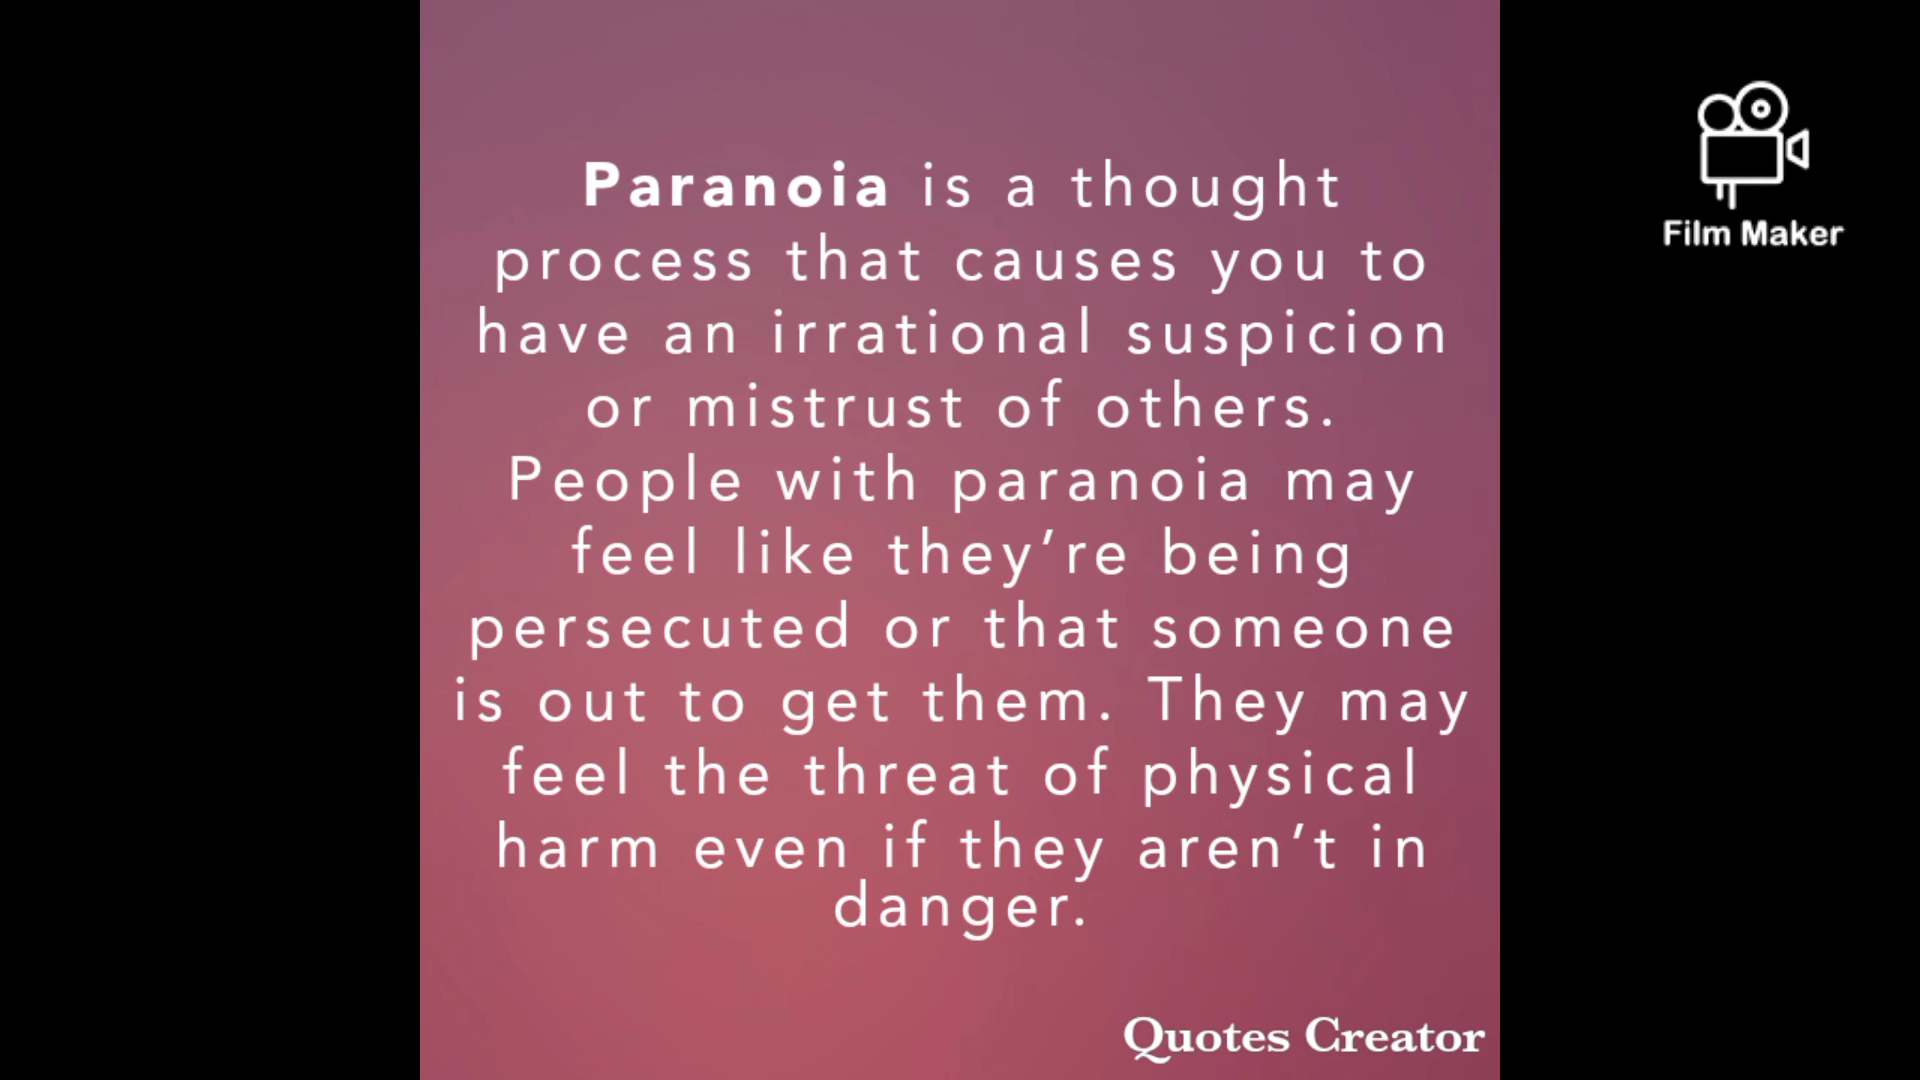 Paranoia is a thought
process that causes you to
have an irrational suspicion
or mistrust of others.
People with paranoia may
feel like they’re being
persecuted or that someone
is out to get them. They may
feel the threat of physical
harm even if they aren’t in
danger.
Quotes Creator
Film Maker